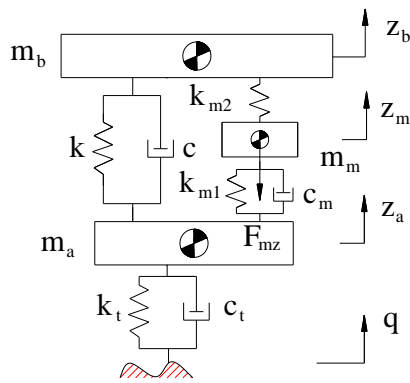 m_b
z_b
k_m2
z_m
k
c
m_m
k_m1
c_m
z_a
m_a
F_mz
k_t
c_t
q